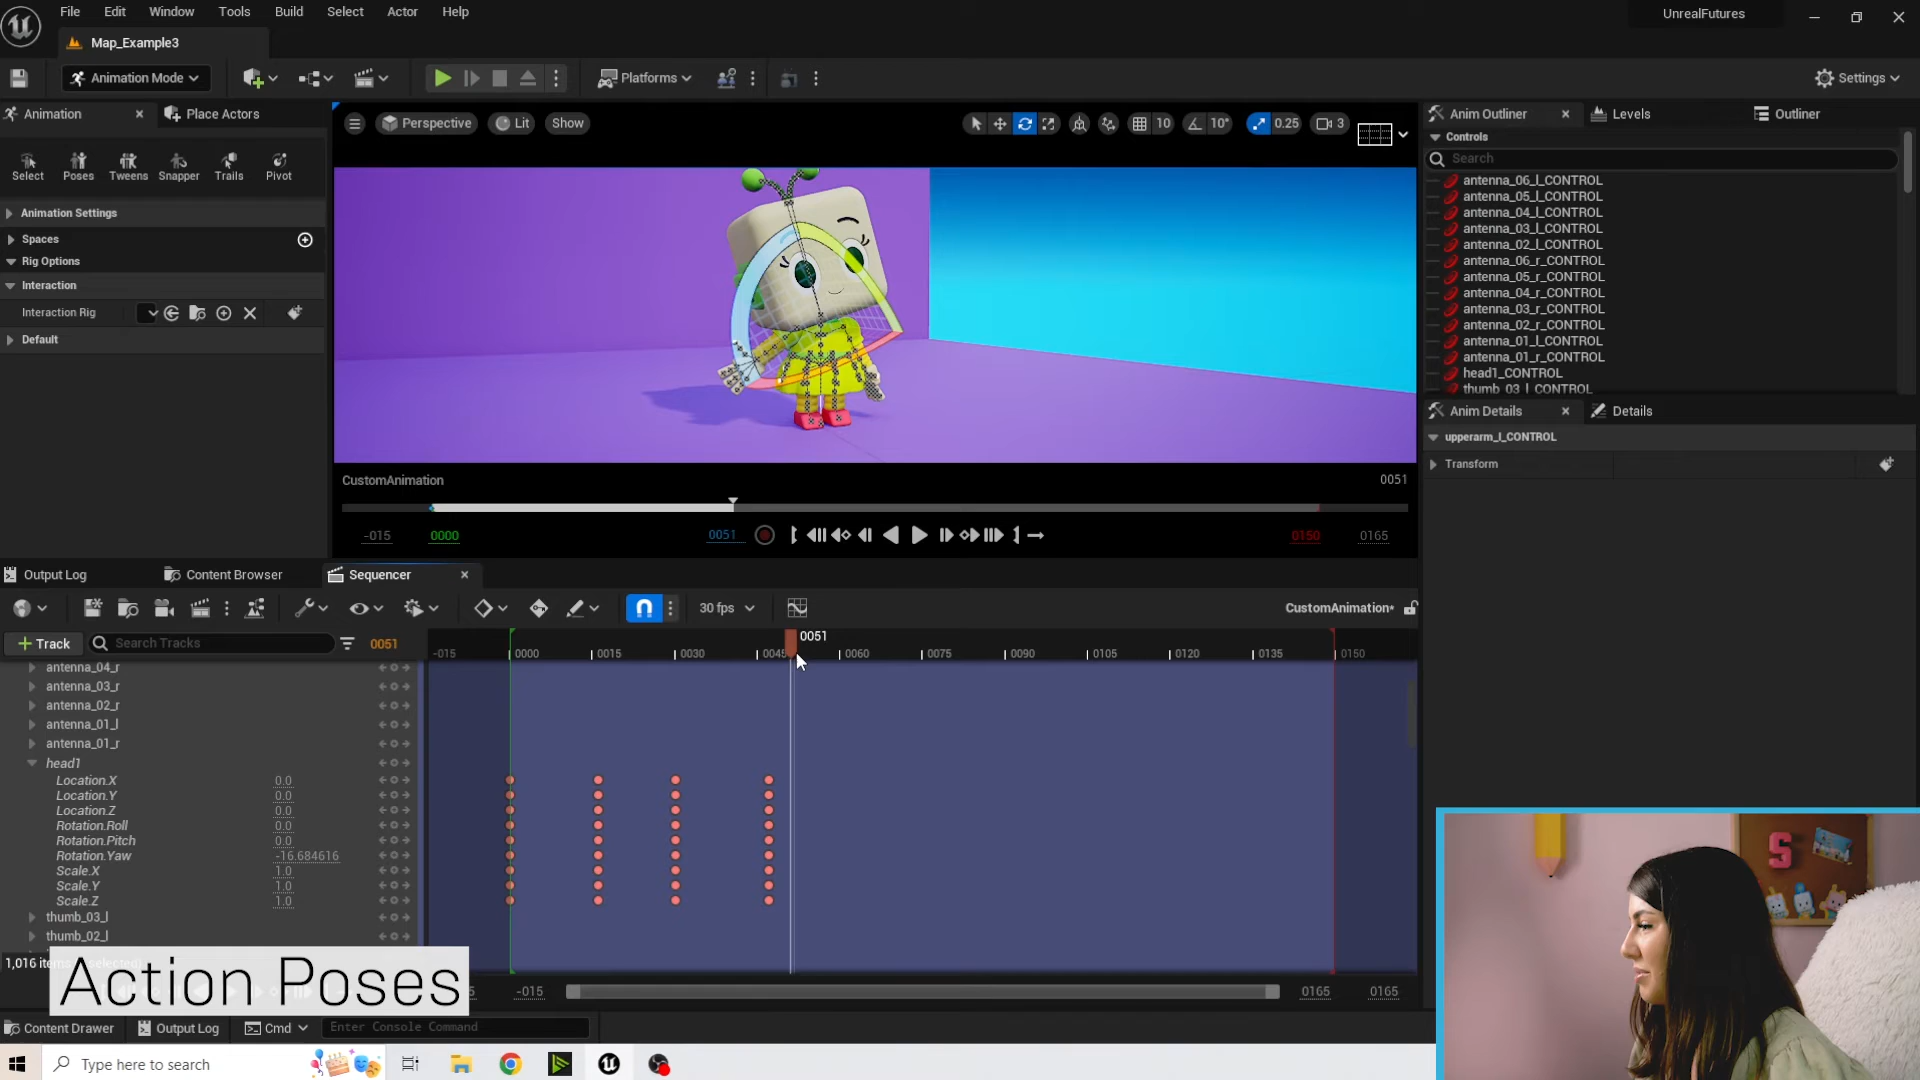 File Edit Window Tools Build Select Actor Help
UnrealFutures
Map_Example3
Animation Mode
Platforms
Settings
Animation
Place Actors
Perspective
Lit
Show
10
10°
0.25
3
Anim Outliner
Levels
Outliner
Controls
Search
Select Poses Tweens Snapper Trails Pivot
Animation Settings
Spaces
Rig Options
Interaction
Interaction Rig
Default
antenna_06_l_CONTROL
antenna_05_l_CONTROL
antenna_04_l_CONTROL
antenna_03_l_CONTROL
antenna_02_l_CONTROL
antenna_06_r_CONTROL
antenna_05_r_CONTROL
antenna_04_r_CONTROL
antenna_03_r_CONTROL
antenna_02_r_CONTROL
antenna_01_l_CONTROL
antenna_01_r_CONTROL
head1_CONTROL
thumb_03_l_CONTROL
Anim Details
Details
upperarm_l_CONTROL
Transform
CustomAnimation
0051
-015
0000
0051
0150
0165
Output Log
Content Browser
Sequencer
30 fps
CustomAnimation*
Track
Search Tracks
0051
0051
-015 0000 0015 0030 0045 0060 0075 0090 0105 0120 0135 0150
antenna_04_r
antenna_03_r
antenna_02_r
antenna_01_l
antenna_01_r
head1
Location.X 0.0
Location.Y 0.0
Location.Z 0.0
Rotation.Roll 0.0
Rotation.Pitch 0.0
Rotation.Yaw -16.684616
Scale.X 1.0
Scale.Y 1.0
Scale.Z 1.0
thumb_03_l
thumb_02_l
1,016
Action Poses
-015
0165
0165
Content Drawer
Output Log
Cmd
Enter Console Command
Type here to search
S